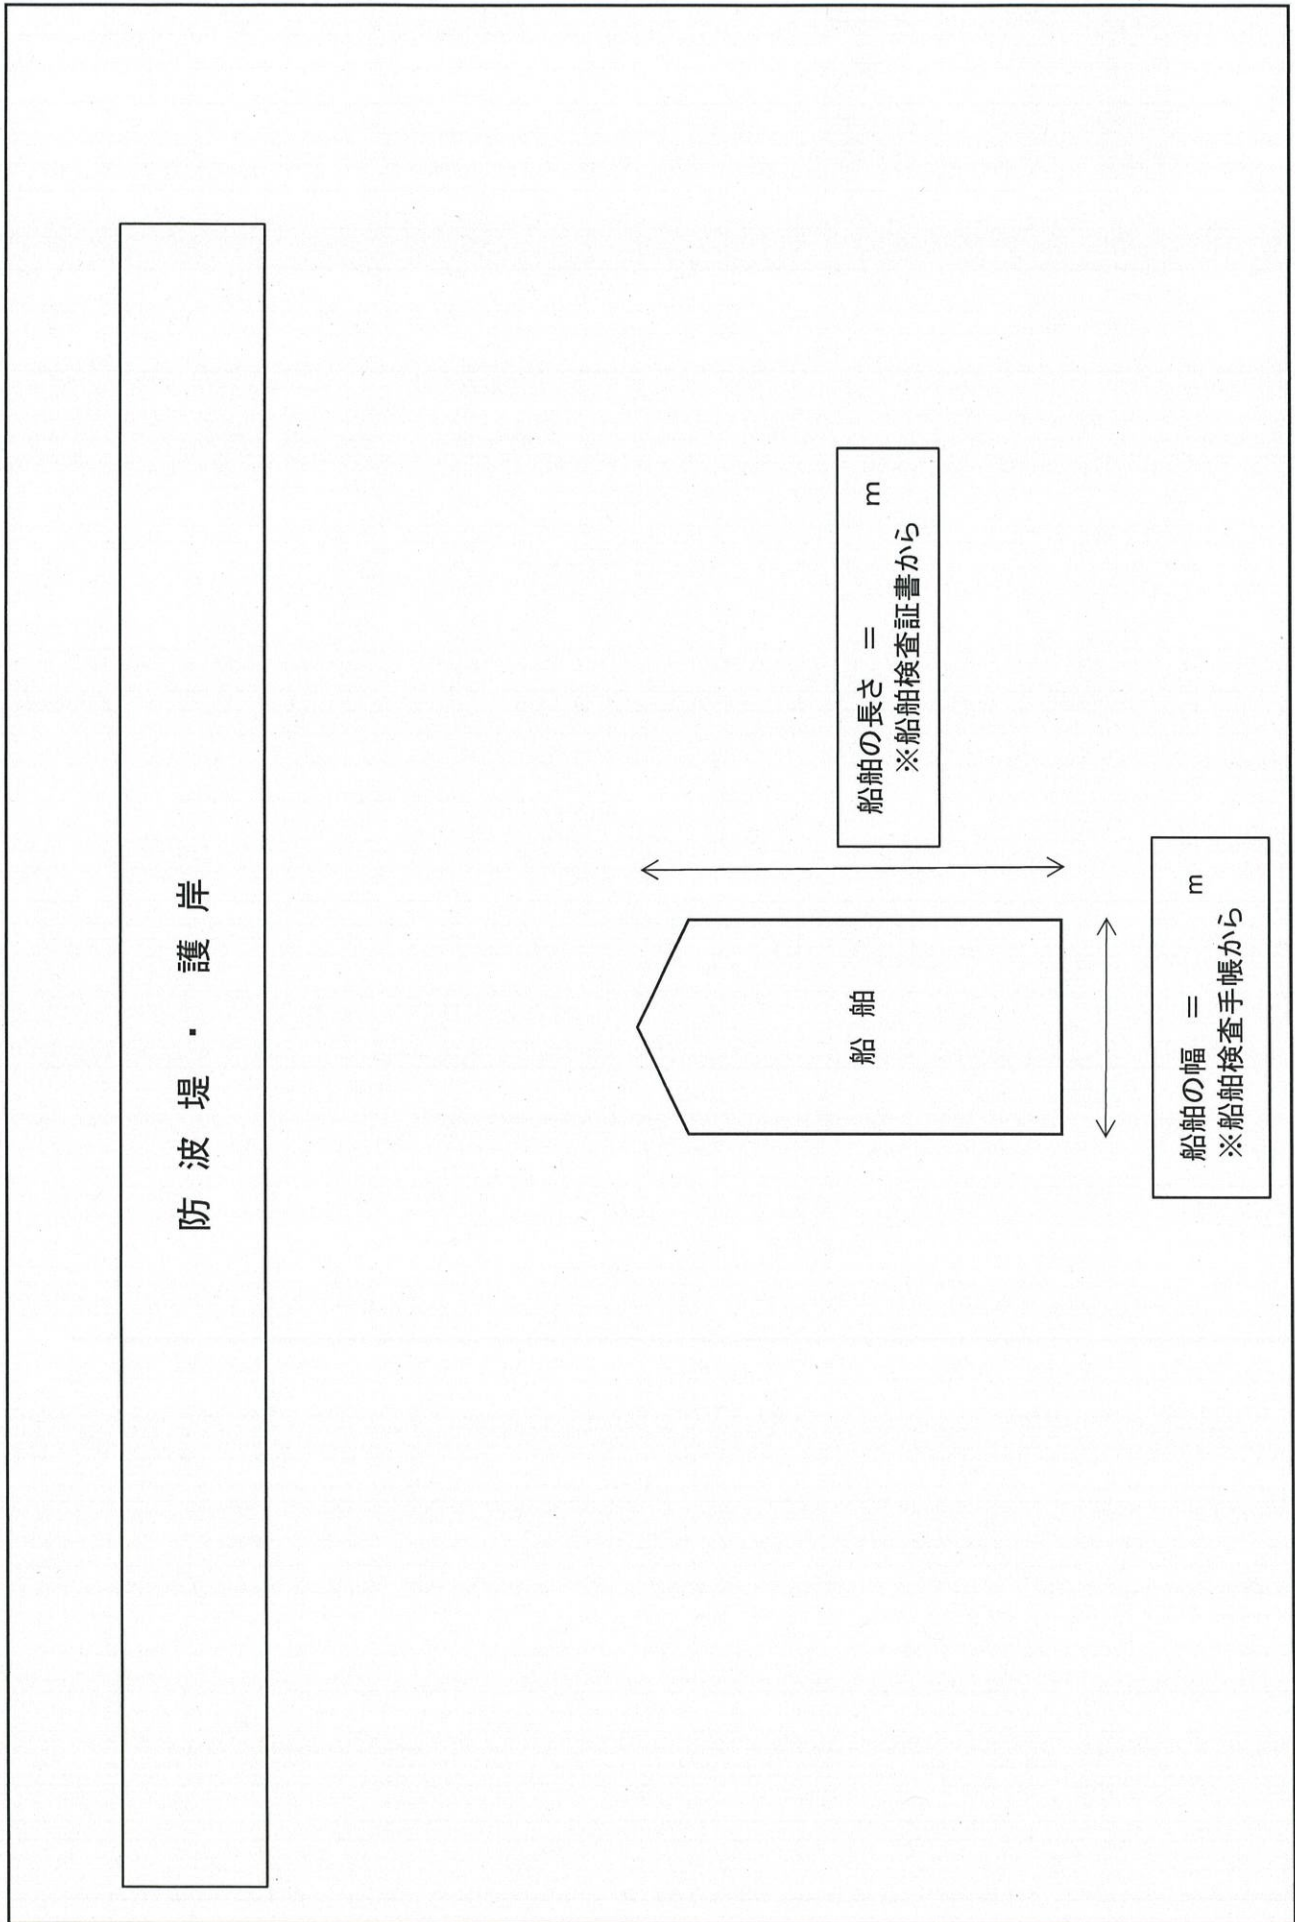 防波堤・護岸
船舶の長さ = m
※船舶検査証書から
船舶
船舶の幅 = m
※船舶検査手帳から